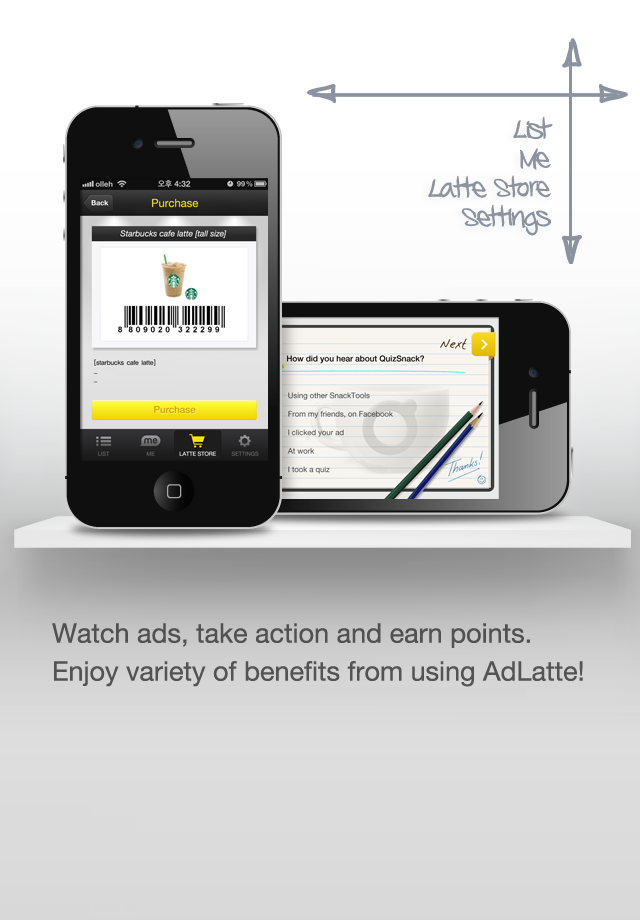 List
Me
Latte Store
Settings
olleh 오후 4:32 99%
Back Purchase
Starbucks cafe latte [tall size]
8 809020 322299
[starbucks cafe latte]
–
–
Purchase
LIST me ME LATTE STORE SETTINGS
Next
How did you hear about QuizSnack?
Using other SnackTools
From my friends, on Facebook
I clicked your ad
At work
I took a quiz
Thanks!
Watch ads, take action and earn points.
Enjoy variety of benefits from using AdLatte!